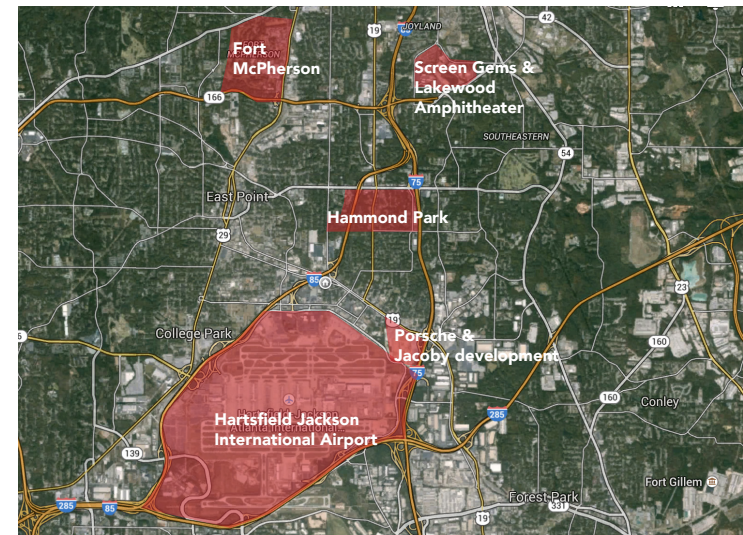 42
19
JOYLAND
Fort
McPherson
Screen Gems &
Lakewood
Amphitheater
166
SOUTHEASTERN
54
75
East Point
Hammond Park
29
85
23
19
College Park
Porsche &
Jacoby development
160
75
285
160
Conley
Hartsfield Jackson
International Airport
139
Fort Gillem
Forest Park
285
85
19
331